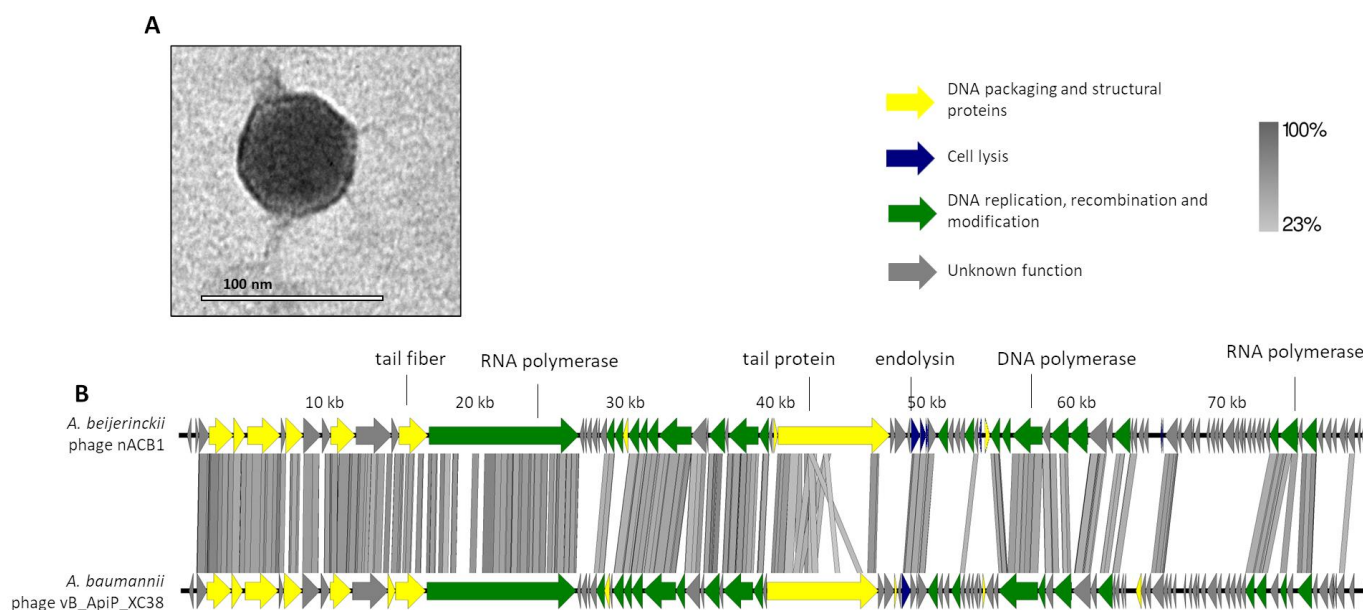 A
100 nm
DNA packaging and structural
proteins
Cell lysis
DNA replication, recombination and
modification
Unknown function
100%
23%
tail fiber
RNA polymerase
tail protein
endolysin
DNA polymerase
RNA polymerase
B
10 kb
20 kb
30 kb
40 kb
50 kb
60 kb
70 kb
A. beijerinckii
phage nACB1
A. baumannii
phage vB_ApiP_XC38